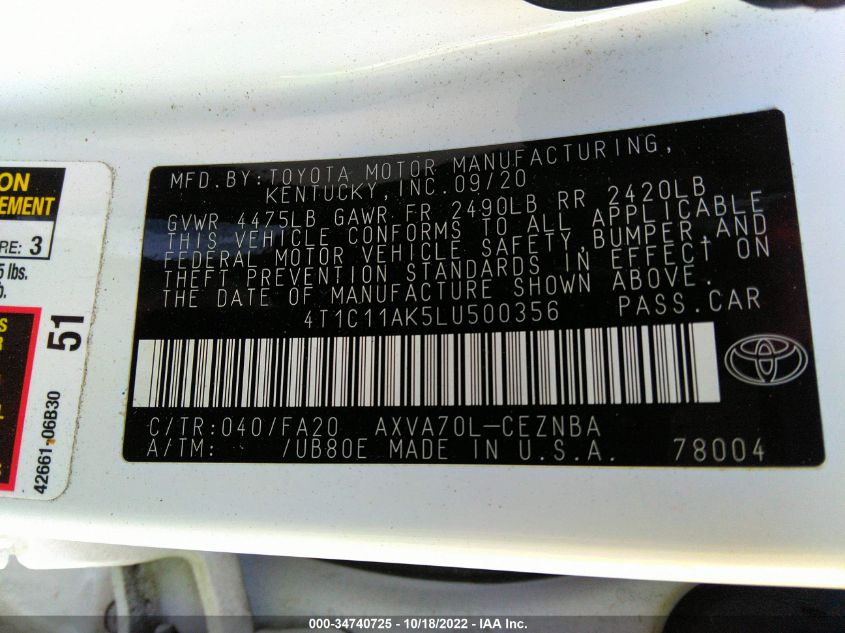 ON
EMENT
RE: 3
5 lbs.
b.
S
R
51
42661-06B30
MFD.BY:TOYOTA MOTOR MANUFACTURING,
KENTUCKY,INC.09/20
GVWR 4475LB GAWR FR 2490LB RR 2420LB
THIS VEHICLE CONFORMS TO ALL APPLICABLE
FEDERAL MOTOR VEHICLE SAFETY,BUMPER,AND
THEFT PREVENTION STANDARDS IN EFFECT ON
THE DATE OF MANUFACTURE SHOWN ABOVE.
4T1C11AK5LU500356 PASS.CAR
C/TR:040/FA20 AXVA70L-CEZNBA
A/TM: /UB80E MADE IN U.S.A. 78004
000-34740725 - 10/18/2022 - IAA Inc.